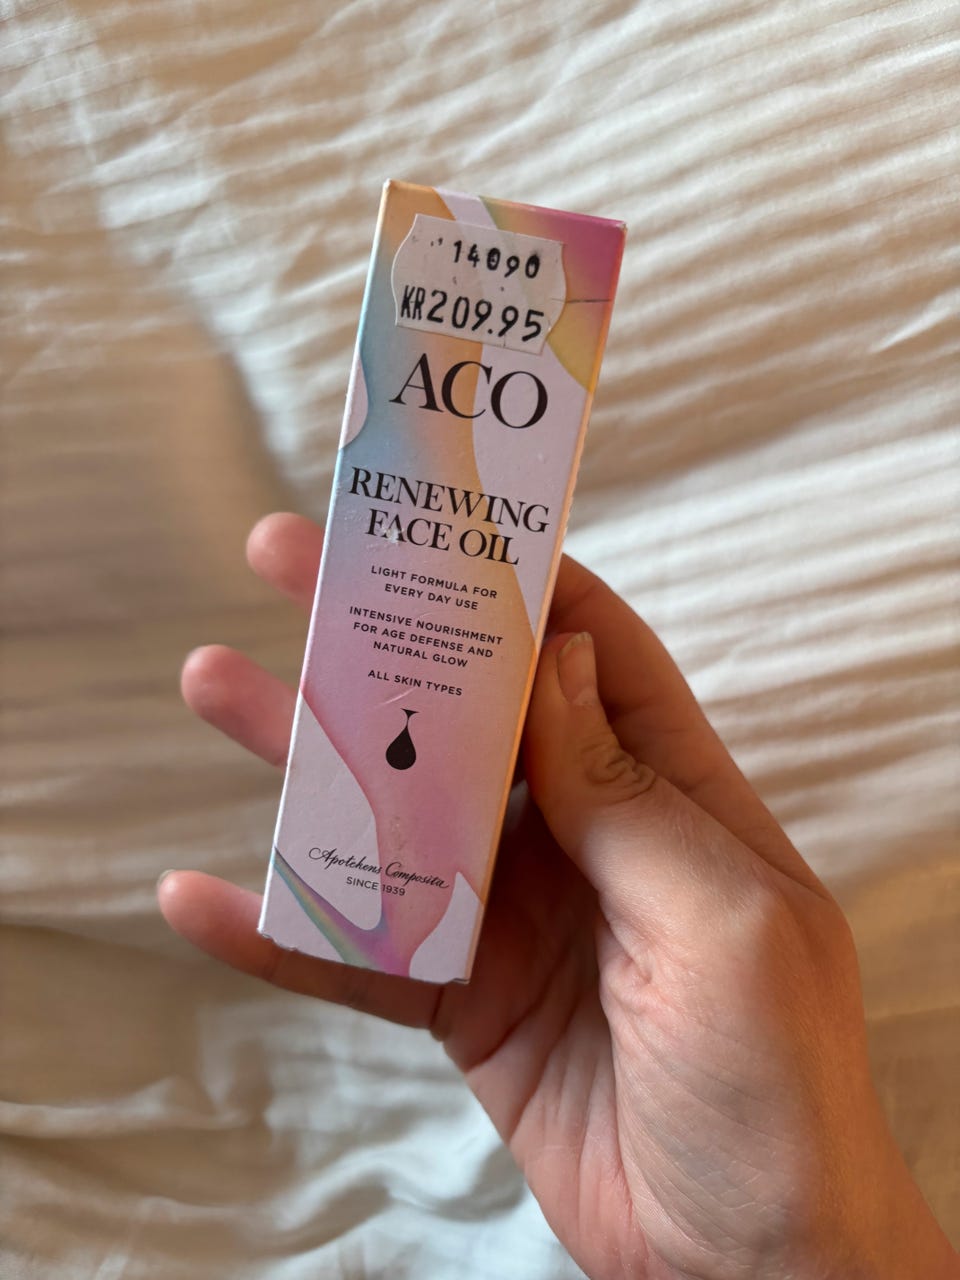 14090
KR209.95
ACO
RENEWING
FACE OIL
LIGHT FORMULA FOR
EVERY DAY USE
INTENSIVE NOURISHMENT
FOR AGE DEFENSE AND
NATURAL GLOW
ALL SKIN TYPES
Apotekens Composita
SINCE 1939